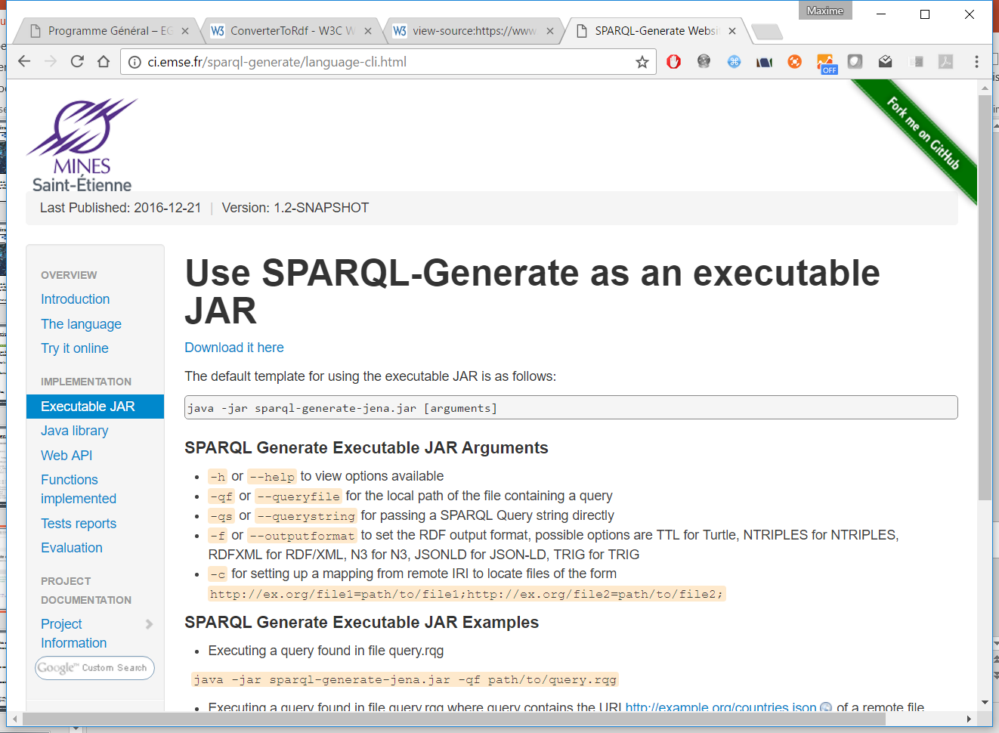 Maxime
Programme Général – EG
ConverterToRdf - W3C W
view-source:https://www
SPARQL-Generate Websi
ci.emse.fr/sparql-generate/language-cli.html
OFF
Fork me on GitHub
MINES
Saint-Étienne
Last Published: 2016-12-21 | Version: 1.2-SNAPSHOT
OVERVIEW
Introduction
The language
Try it online
IMPLEMENTATION
Executable JAR
Java library
Web API
Functions
implemented
Tests reports
Evaluation
PROJECT
DOCUMENTATION
Project
Information
Google™ Custom Search
Use SPARQL-Generate as an executable
JAR
Download it here
The default template for using the executable JAR is as follows:
java -jar sparql-generate-jena.jar [arguments]
SPARQL Generate Executable JAR Arguments
• -h or --help to view options available
• -qf or --queryfile for the local path of the file containing a query
• -qs or --querystring for passing a SPARQL Query string directly
• -f or --outputformat to set the RDF output format, possible options are TTL for Turtle, NTRIPLES for NTRIPLES,
RDFXML for RDF/XML, N3 for N3, JSONLD for JSON-LD, TRIG for TRIG
• -c for setting up a mapping from remote IRI to locate files of the form
http://ex.org/file1=path/to/file1;http://ex.org/file2=path/to/file2;
SPARQL Generate Executable JAR Examples
• Executing a query found in file query.rqg
java -jar sparql-generate-jena.jar -qf path/to/query.rqg
• Executing a query found in file query.rqg where query contains the URI http://example.org/countries.json of a remote file